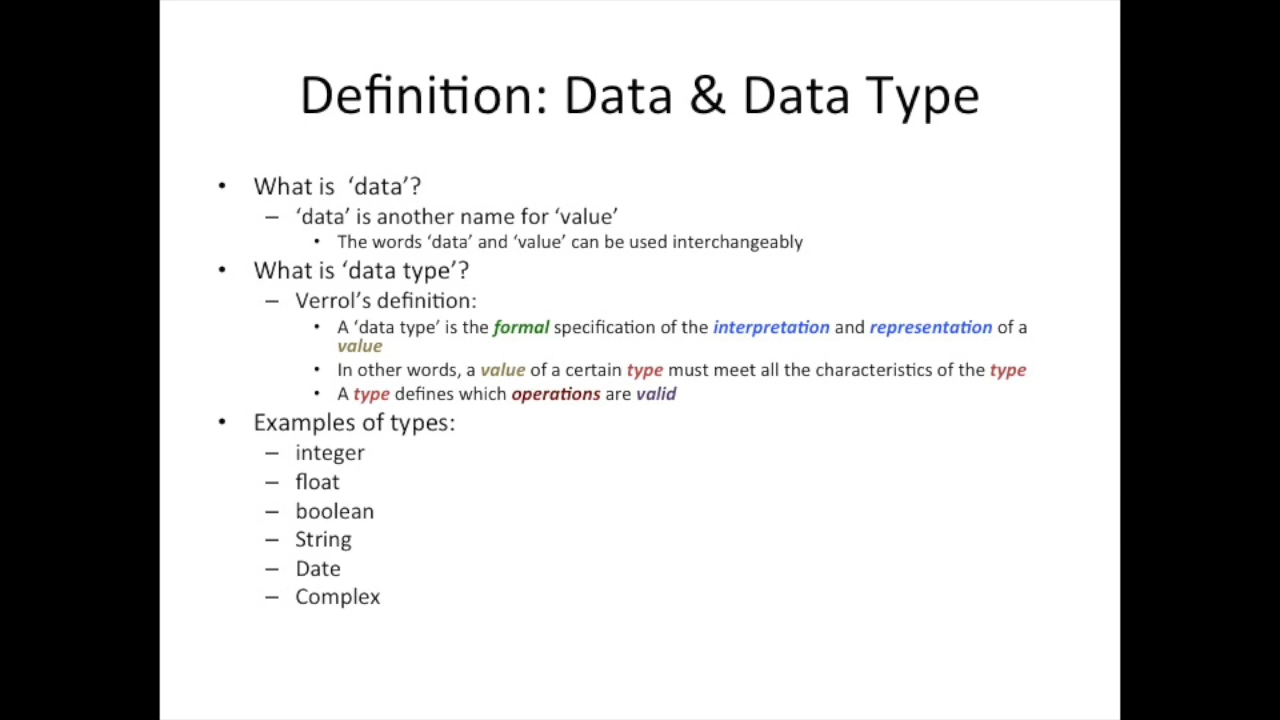 Definition: Data & Data Type
• What is ‘data’?
– ‘data’ is another name for ‘value’
• The words ‘data’ and ‘value’ can be used interchangeably
• What is ‘data type’?
– Verrol’s definition:
• A ‘data type’ is the formal specification of the interpretation and representation of a
value
• In other words, a value of a certain type must meet all the characteristics of the type
• A type defines which operations are valid
• Examples of types:
– integer
– float
– boolean
– String
– Date
– Complex